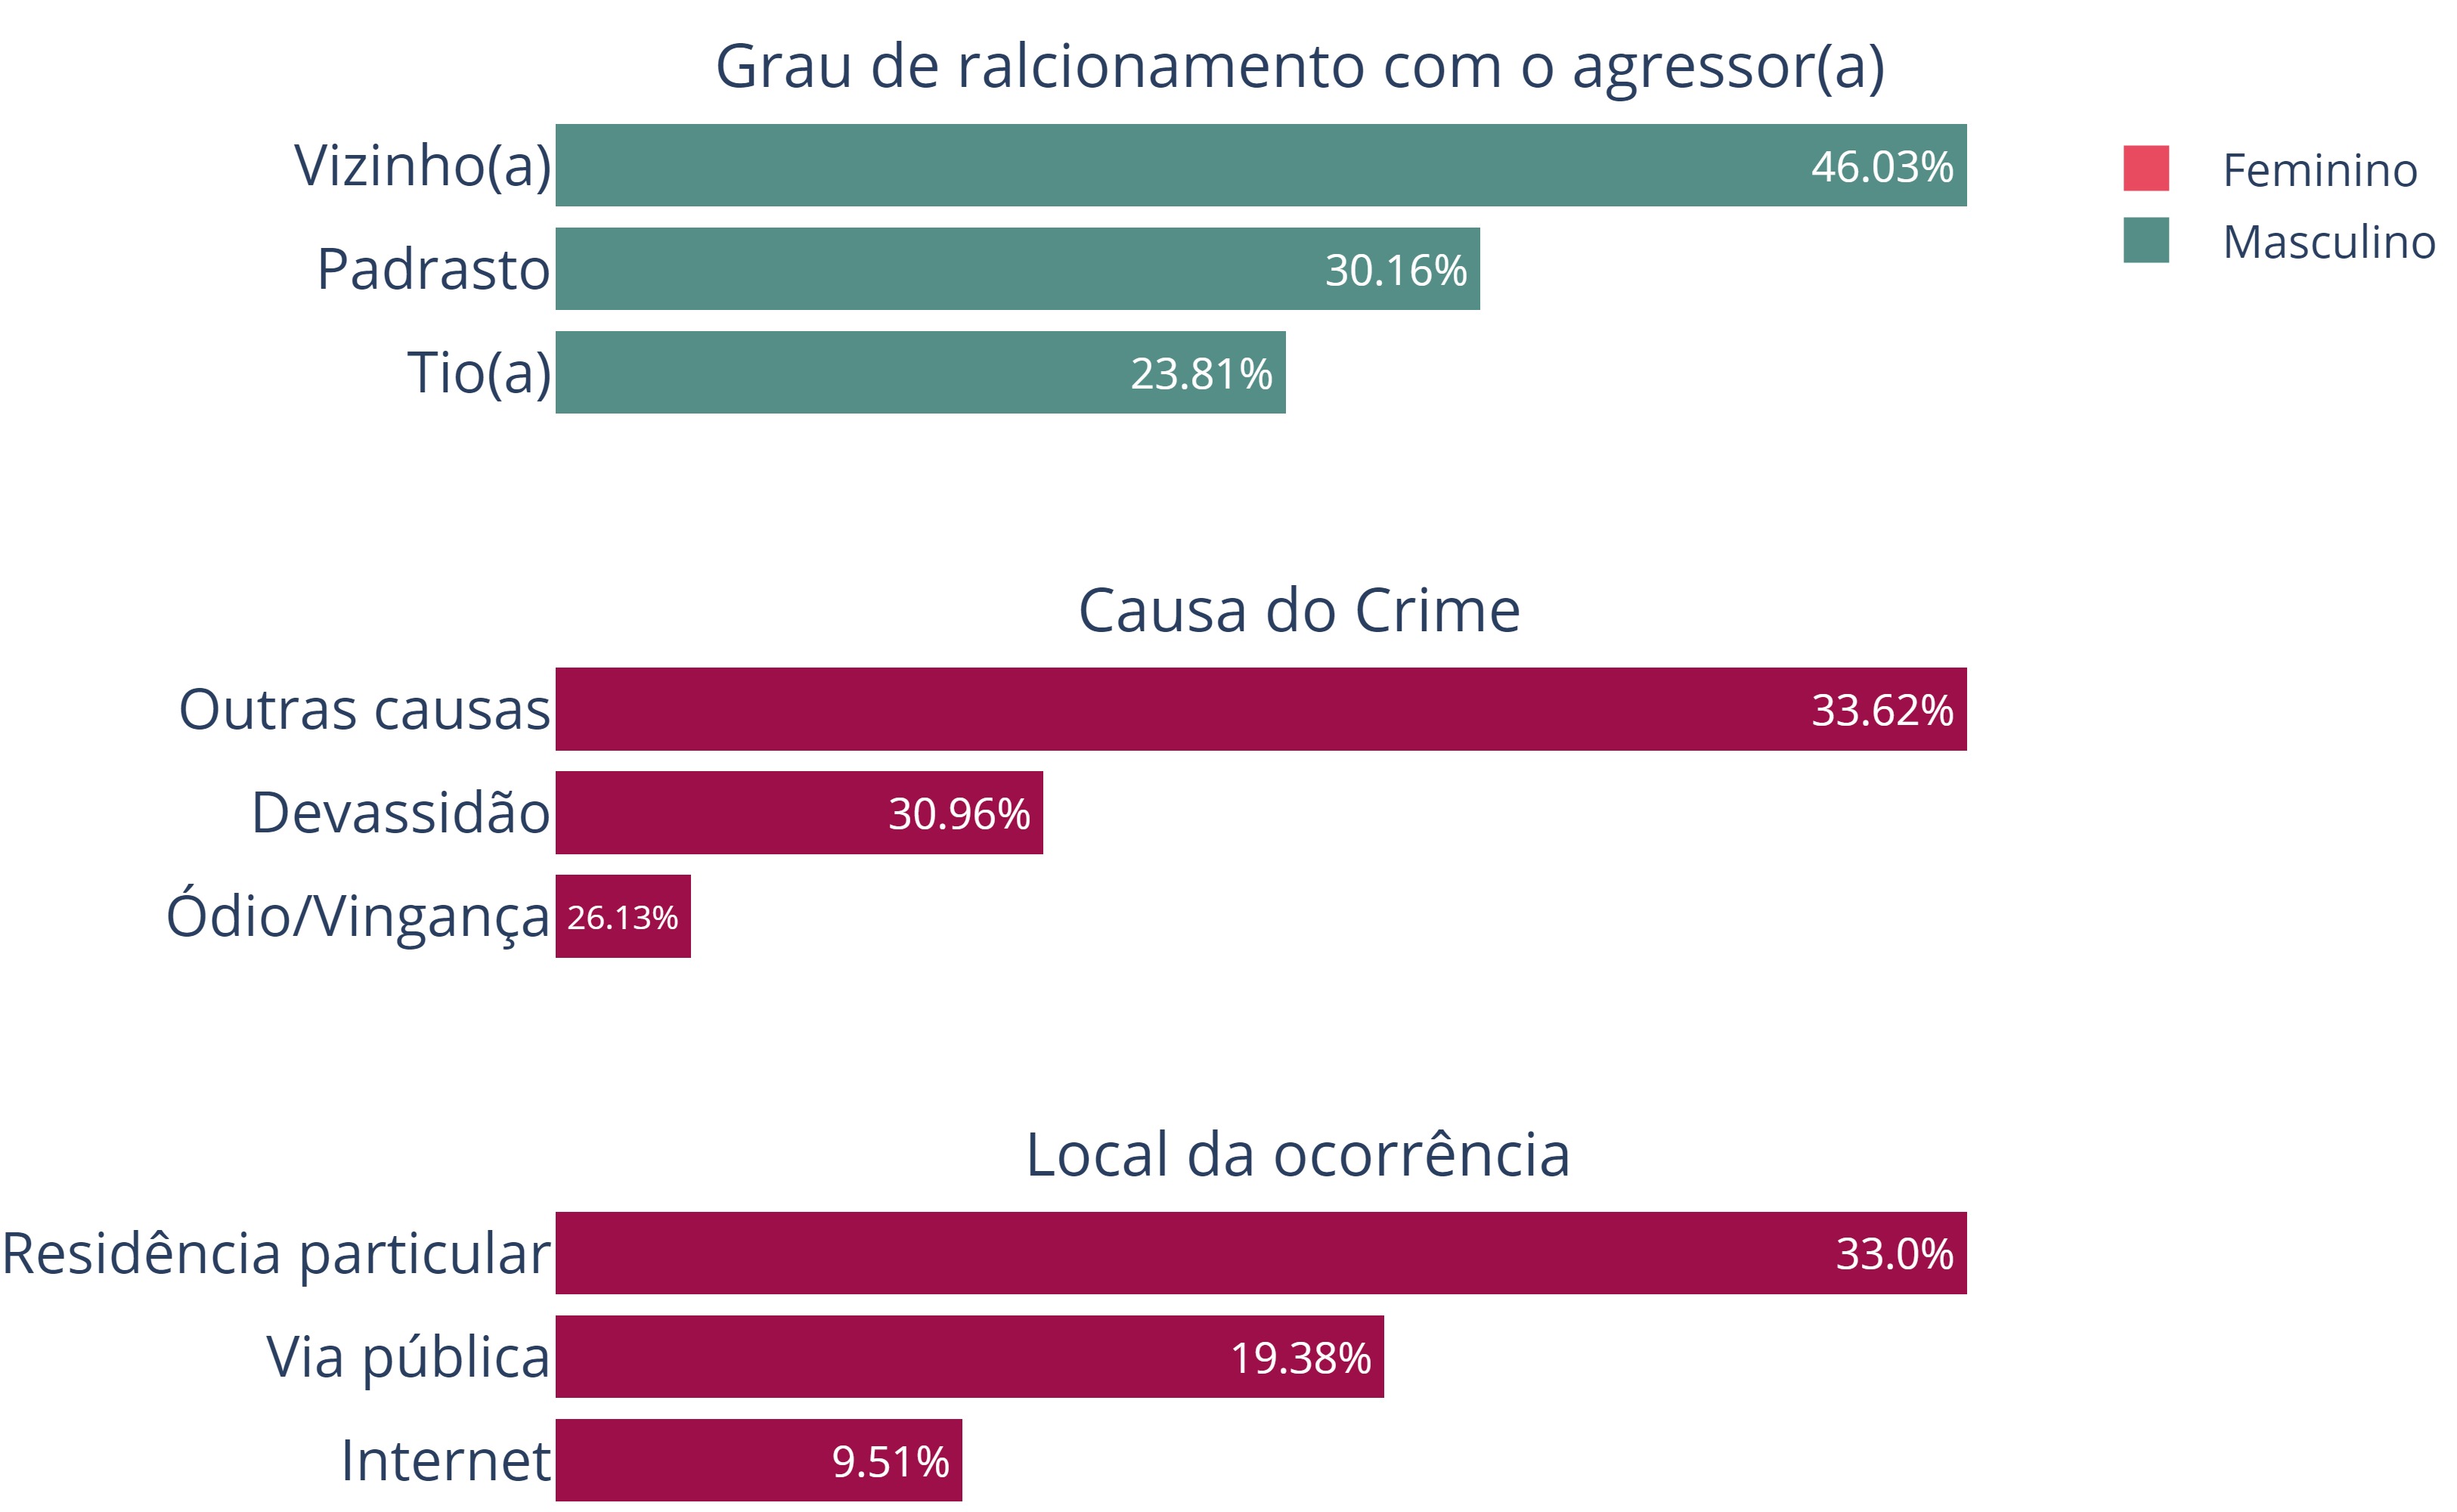 Grau de ralcionamento com o agressor(a)
Vizinho(a) 46.03%
Padrasto 30.16%
Tio(a) 23.81%
Feminino
Masculino
Causa do Crime
Outras causas 33.62%
Devassidão 30.96%
Ódio/Vingança 26.13%
Local da ocorrência
Residência particular 33.0%
Via pública 19.38%
Internet 9.51%